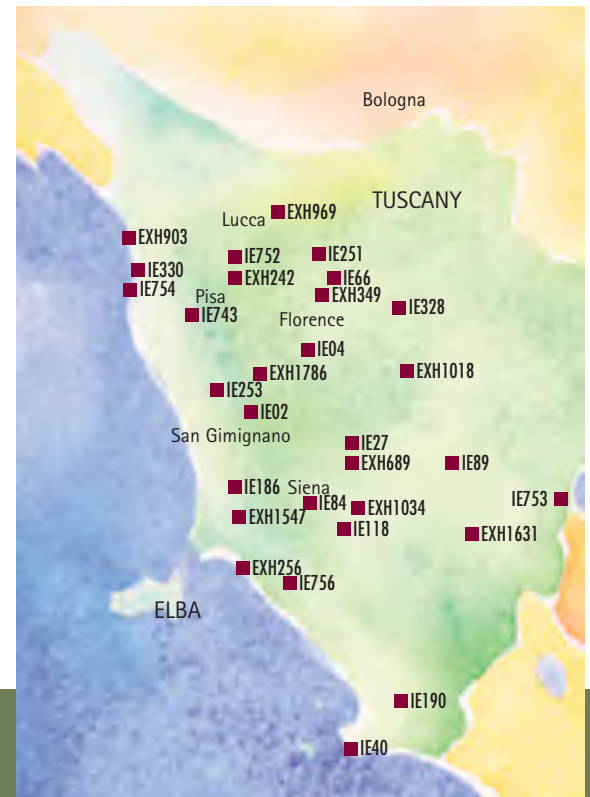 Bologna
TUSCANY
EXH969
Lucca
EXH903
IE752
IE251
IE330
EXH242
IE66
IE754
Pisa
EXH349
IE743
IE328
Florence
IE04
EXH1786
EXH1018
IE253
IE02
San Gimignano
IE27
EXH689
IE89
IE186
Siena
IE753
IE84
EXH1034
EXH1547
IE118
EXH1631
EXH256
IE756
ELBA
IE190
IE40